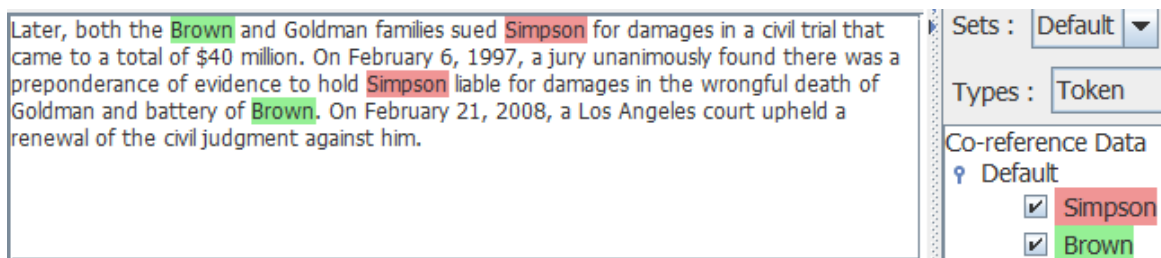 Later, both the Brown and Goldman families sued Simpson for damages in a civil trial that
came to a total of $40 million. On February 6, 1997, a jury unanimously found there was a
preponderance of evidence to hold Simpson liable for damages in the wrongful death of
Goldman and battery of Brown. On February 21, 2008, a Los Angeles court upheld a
renewal of the civil judgment against him.
Sets : Default
Types : Token
Co-reference Data
Default
Simpson
Brown